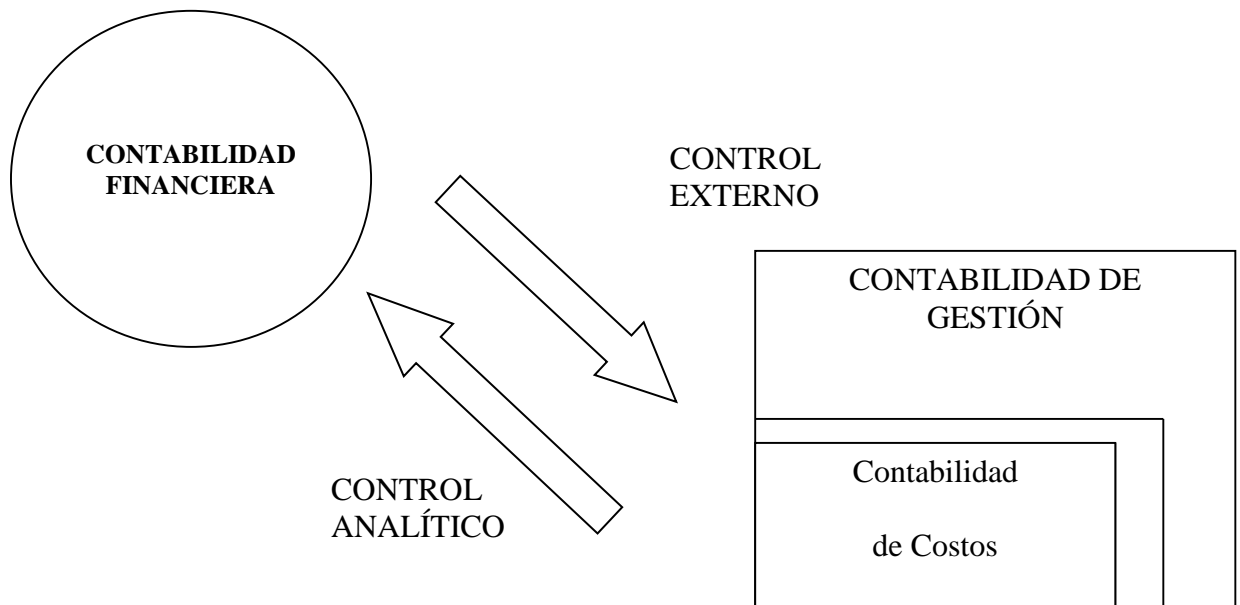 CONTABILIDAD
FINANCIERA
CONTROL
EXTERNO
CONTABILIDAD DE
GESTIÓN
Contabilidad
de Costos
CONTROL
ANALÍTICO